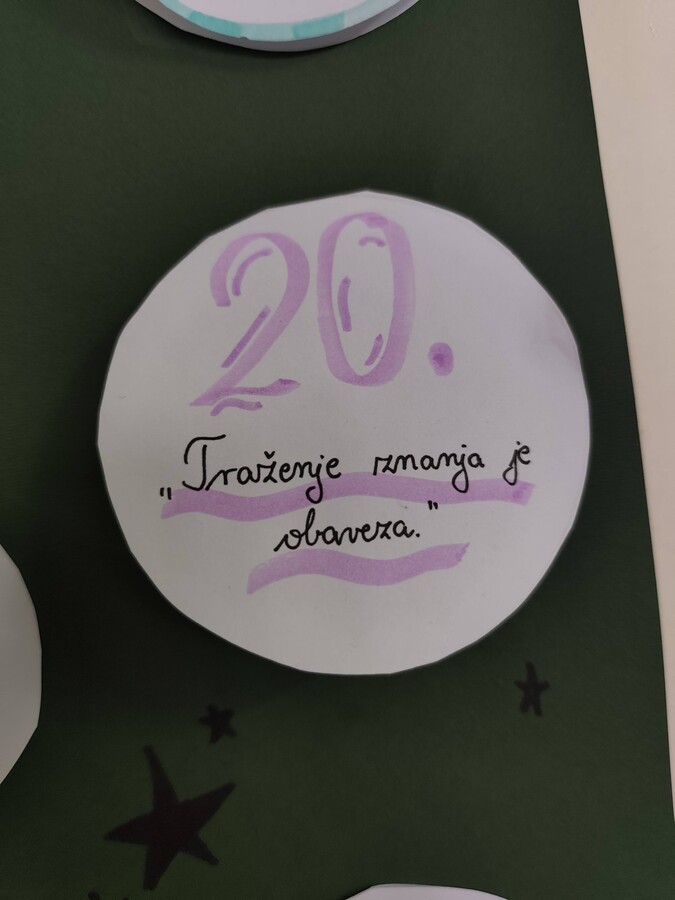 20.
„Traženje znanja je
obaveza."